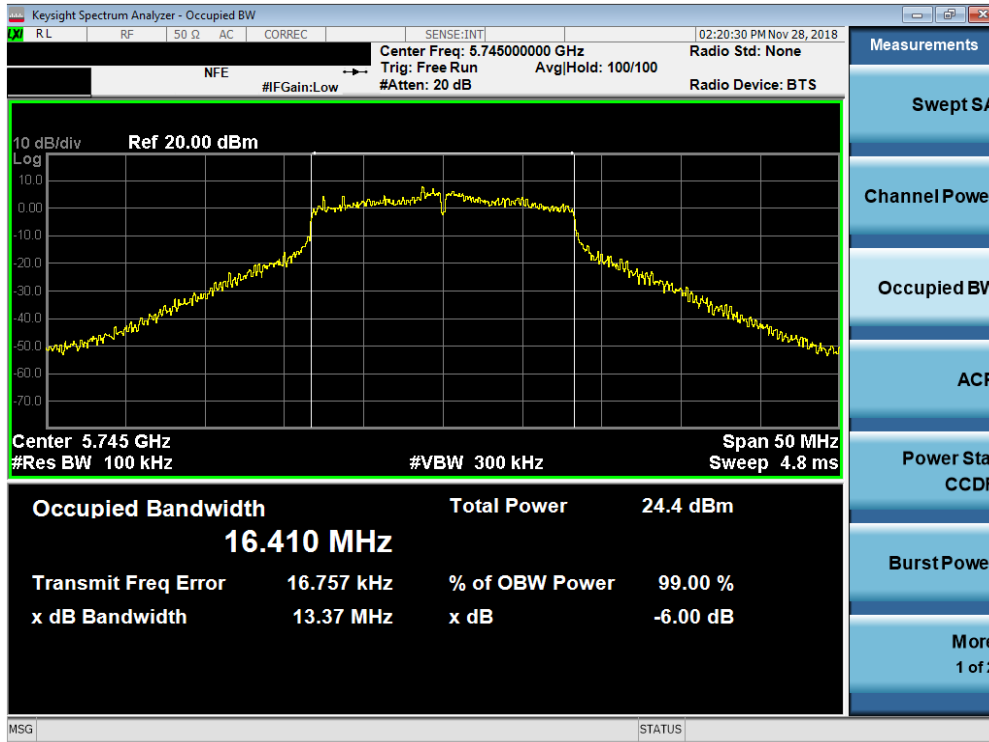 Keysight Spectrum Analyzer - Occupied BW
LXI RL RF 50 Ω AC CORREC SENSE:INT 02:20:30 PM Nov 28, 2018
Center Freq: 5.745000000 GHz Radio Std: None
NFE Trig: Free Run Avg|Hold: 100/100
#IFGain:Low #Atten: 20 dB Radio Device: BTS
10 dB/div Ref 20.00 dBm
Log
10.0
0.00
-10.0
-20.0
-30.0
-40.0
-50.0
-60.0
-70.0
Center 5.745 GHz Span 50 MHz
#Res BW 100 kHz #VBW 300 kHz Sweep 4.8 ms
Occupied Bandwidth Total Power 24.4 dBm
16.410 MHz
Transmit Freq Error 16.757 kHz % of OBW Power 99.00 %
x dB Bandwidth 13.37 MHz x dB -6.00 dB
MSG STATUS
Measurements
Swept SA
Channel Powe
Occupied BW
ACP
Power Sta
CCDF
Burst Powe
More
1 of 2